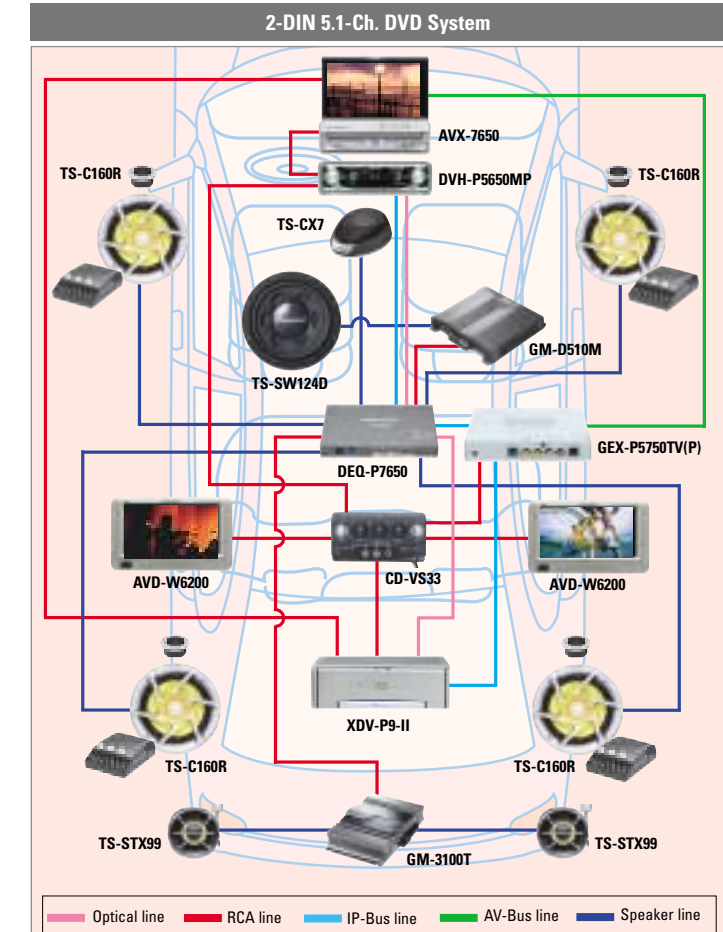 2-DIN 5.1-Ch. DVD System
AVX-7650
TS-C160R
DVH-P5650MP
TS-C160R
TS-CX7
GM-D510M
TS-SW124D
GEX-P5750TV(P)
DEQ-P7650
AVD-W6200
CD-VS33
AVD-W6200
XDV-P9-II
TS-C160R
TS-C160R
TS-STX99
TS-STX99
GM-3100T
Optical line RCA line IP-Bus line AV-Bus line Speaker line